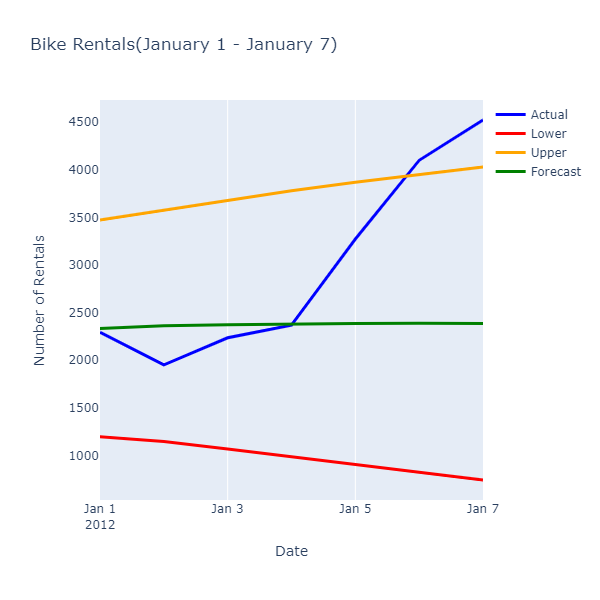 Bike Rentals(January 1 - January 7)
Actual
Lower
Upper
Forecast
4500
4000
3500
3000
2500
2000
1500
1000
Number of Rentals
Jan 1
2012
Jan 3
Jan 5
Jan 7
Date